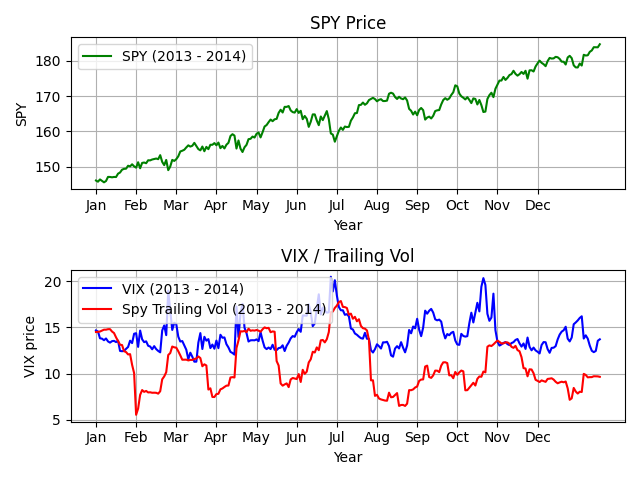 SPY Price
SPY (2013 - 2014)
SPY
180
170
160
150
Jan Feb Mar Apr May Jun Jul Aug Sep Oct Nov Dec
Year
VIX / Trailing Vol
VIX (2013 - 2014)
Spy Trailing Vol (2013 - 2014)
VIX price
20
15
10
5
Jan Feb Mar Apr May Jun Jul Aug Sep Oct Nov Dec
Year